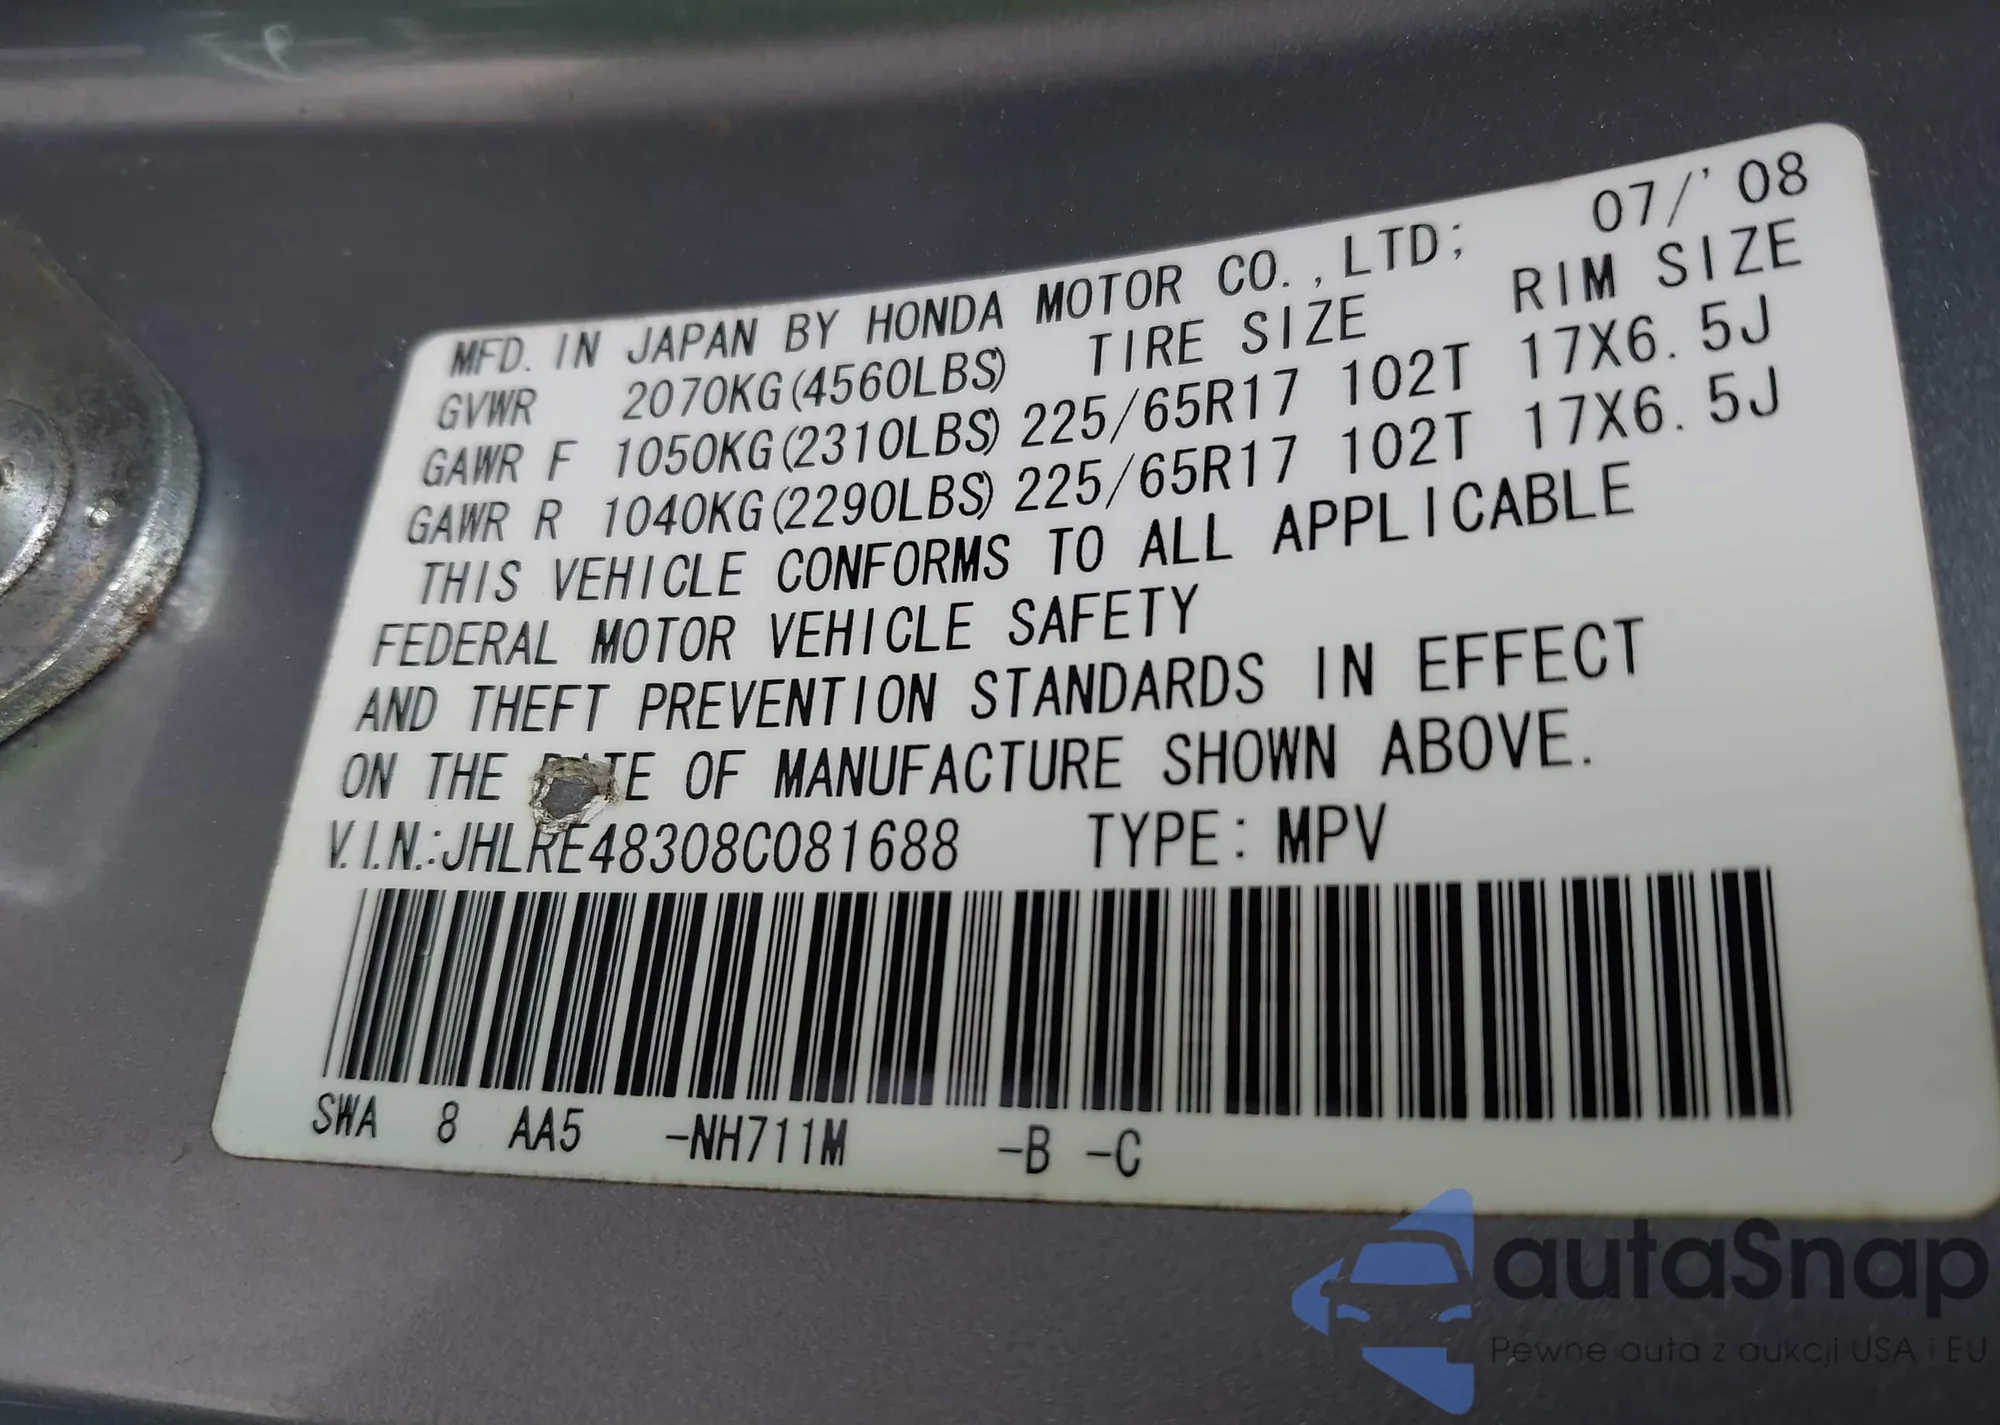 MFD. IN JAPAN BY HONDA MOTOR CO.,LTD; 07/'08
GVWR 2070KG(4560LBS) TIRE SIZE RIM SIZE
GAWR F 1050KG(2310LBS) 225/65R17 102T 17X6.5J
GAWR R 1040KG(2290LBS) 225/65R17 102T 17X6.5J
THIS VEHICLE CONFORMS TO ALL APPLICABLE
FEDERAL MOTOR VEHICLE SAFETY
AND THEFT PREVENTION STANDARDS IN EFFECT
ON THE DATE OF MANUFACTURE SHOWN ABOVE.
V.I.N.:JHLRE48308C081688 TYPE: MPV
SWA 8 AA5 -NH711M -B -C
autaSnap
Pewne auta z aukcji USA i EU